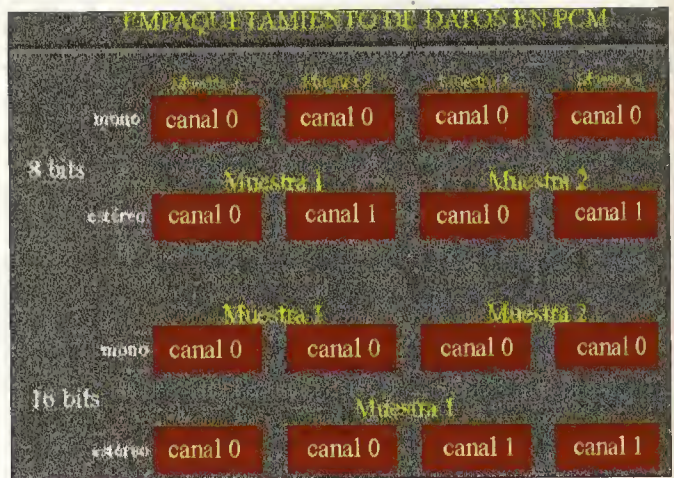 EMPAQUETAMIENTO DE DATOS EN PCM
Muestra 2
mono canal 0 canal 0 canal 0 canal 0
8 bits
Muestra 1 Muestra 2
estéreo canal 0 canal 1 canal 0 canal 1
Muestra 1 Muestra 2
mono canal 0 canal 0 canal 0 canal 0
16 bits
Muestra 1
estéreo canal 0 canal 0 canal 1 canal 1